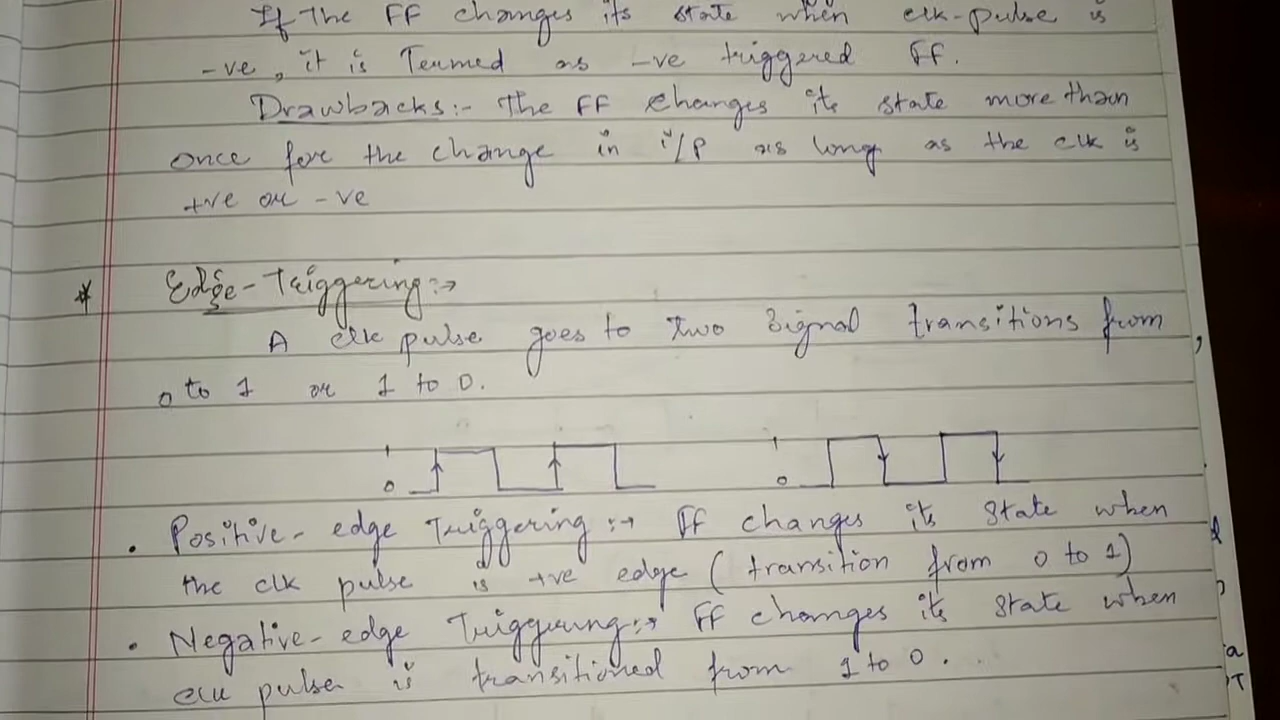 If The FF changes its state when clk-pulse is
-ve, it is Termed as -ve triggered FF.
Drawbacks:- The FF changes its state more than
once for the change in i/p as long as the clk is
+ve or -ve
* Edge-Triggering:→
A clk pulse goes to two signal transitions from
0 to 1 or 1 to 0.
1 1
0 0
• Positive-edge Triggering:→ FF changes its state when
the clk pulse is +ve edge (transition from 0 to 1)
• Negative-edge Triggering:→ FF changes its state when
clk pulse is transitioned from 1 to 0.